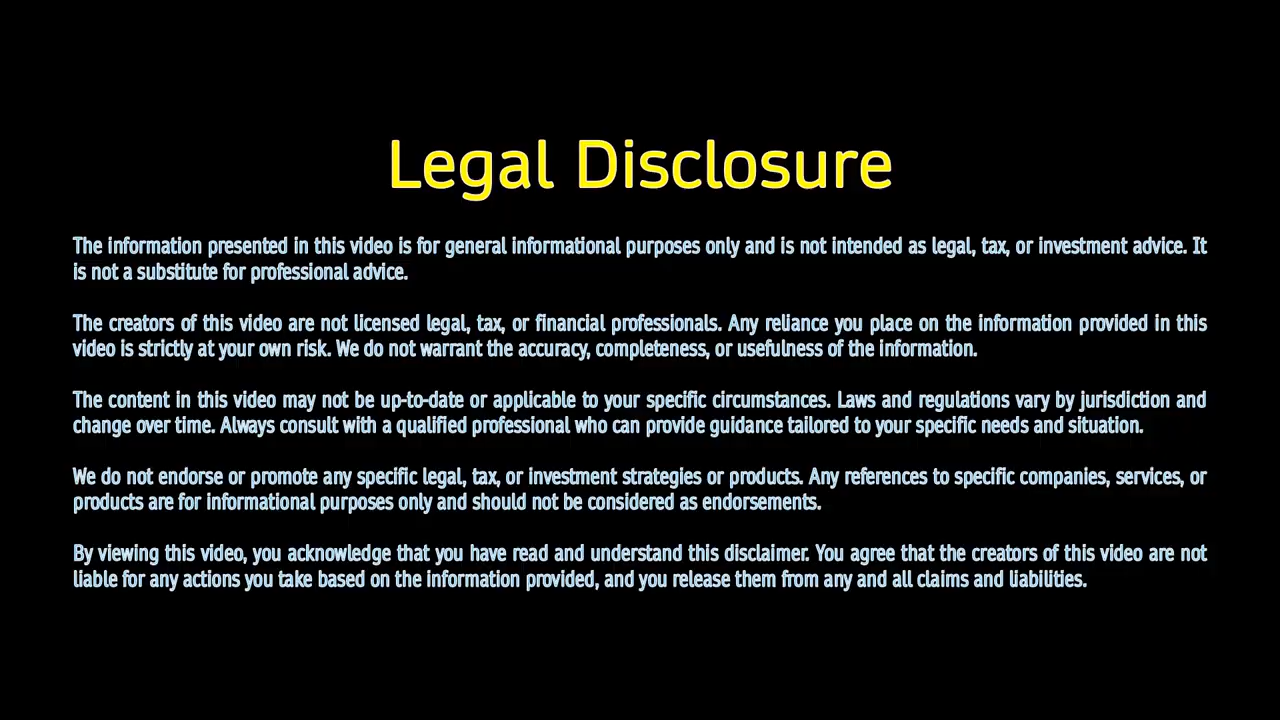 Legal Disclosure
The information presented in this video is for general informational purposes only and is not intended as legal, tax, or investment advice. It
is not a substitute for professional advice.
The creators of this video are not licensed legal, tax, or financial professionals. Any reliance you place on the information provided in this
video is strictly at your own risk. We do not warrant the accuracy, completeness, or usefulness of the information.
The content in this video may not be up-to-date or applicable to your specific circumstances. Laws and regulations vary by jurisdiction and
change over time. Always consult with a qualified professional who can provide guidance tailored to your specific needs and situation.
We do not endorse or promote any specific legal, tax, or investment strategies or products. Any references to specific companies, services, or
products are for informational purposes only and should not be considered as endorsements.
By viewing this video, you acknowledge that you have read and understand this disclaimer. You agree that the creators of this video are not
liable for any actions you take based on the information provided, and you release them from any and all claims and liabilities.